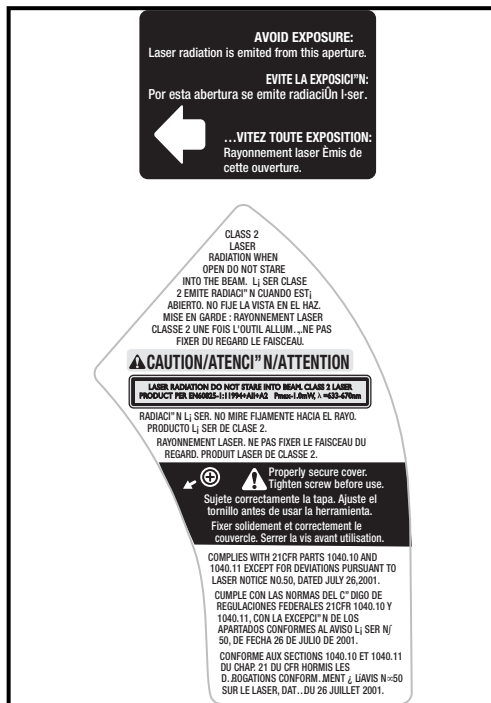 AVOID EXPOSURE:
Laser radiation is emited from this aperture.
EVITE LA EXPOSICI"N:
Por esta abertura se emite radiaciÛn l·ser.
…VITEZ TOUTE EXPOSITION:
Rayonnement laser Èmis de
cette ouverture.
CLASS 2
LASER
RADIATION WHEN
OPEN DO NOT STARE
INTO THE BEAM. L¡ SER CLASE
2 EMITE RADIACI" N CUANDO EST¡
ABIERTO. NO FIJE LA VISTA EN EL HAZ.
MISE EN GARDE : RAYONNEMENT LASER
CLASSE 2 UNE FOIS L'OUTIL ALLUM...NE PAS
FIXER DU REGARD LE FAISCEAU.
CAUTION/ATENCI" N/ATTENTION
LASER RADIATION DO NOT STARE INTO BEAM. CLASS 2 LASER
PRODUCT PER EN60825-1:11994+AII+A2 Pmax-1.0mW, λ =633-670nm
RADIACI" N L¡ SER. NO MIRE FIJAMENTE HACIA EL RAYO.
PRODUCTO L¡ SER DE CLASE 2.
RAYONNEMENT LASER. NE PAS FIXER LE FAISCEAU DU
REGARD. PRODUIT LASER DE CLASSE 2.
Properly secure cover.
Tighten screw before use.
Sujete correctamente la tapa. Ajuste el
tornillo antes de usar la herramienta.
Fixer solidement et correctement le
couvercle. Serrer la vis avant utilisation.
COMPLIES WITH 21CFR PARTS 1040.10 AND
1040.11 EXCEPT FOR DEVIATIONS PURSUANT TO
LASER NOTICE NO.50, DATED JULY 26,2001.
CUMPLE CON LAS NORMAS DEL C" DIGO DE
REGULACIONES FEDERALES 21CFR 1040.10 Y
1040.11, CON LA EXCEPCI" N DE LOS
APARTADOS CONFORMES AL AVISO L¡ SER N∫
50, DE FECHA 26 DE JULIO DE 2001.
CONFORME AUX SECTIONS 1040.10 ET 1040.11
DU CHAP. 21 DU CFR HORMIS LES
D..ROGATIONS CONFORM..MENT ¿ LíAVIS N∞50
SUR LE LASER, DAT..DU 26 JUILLET 2001.